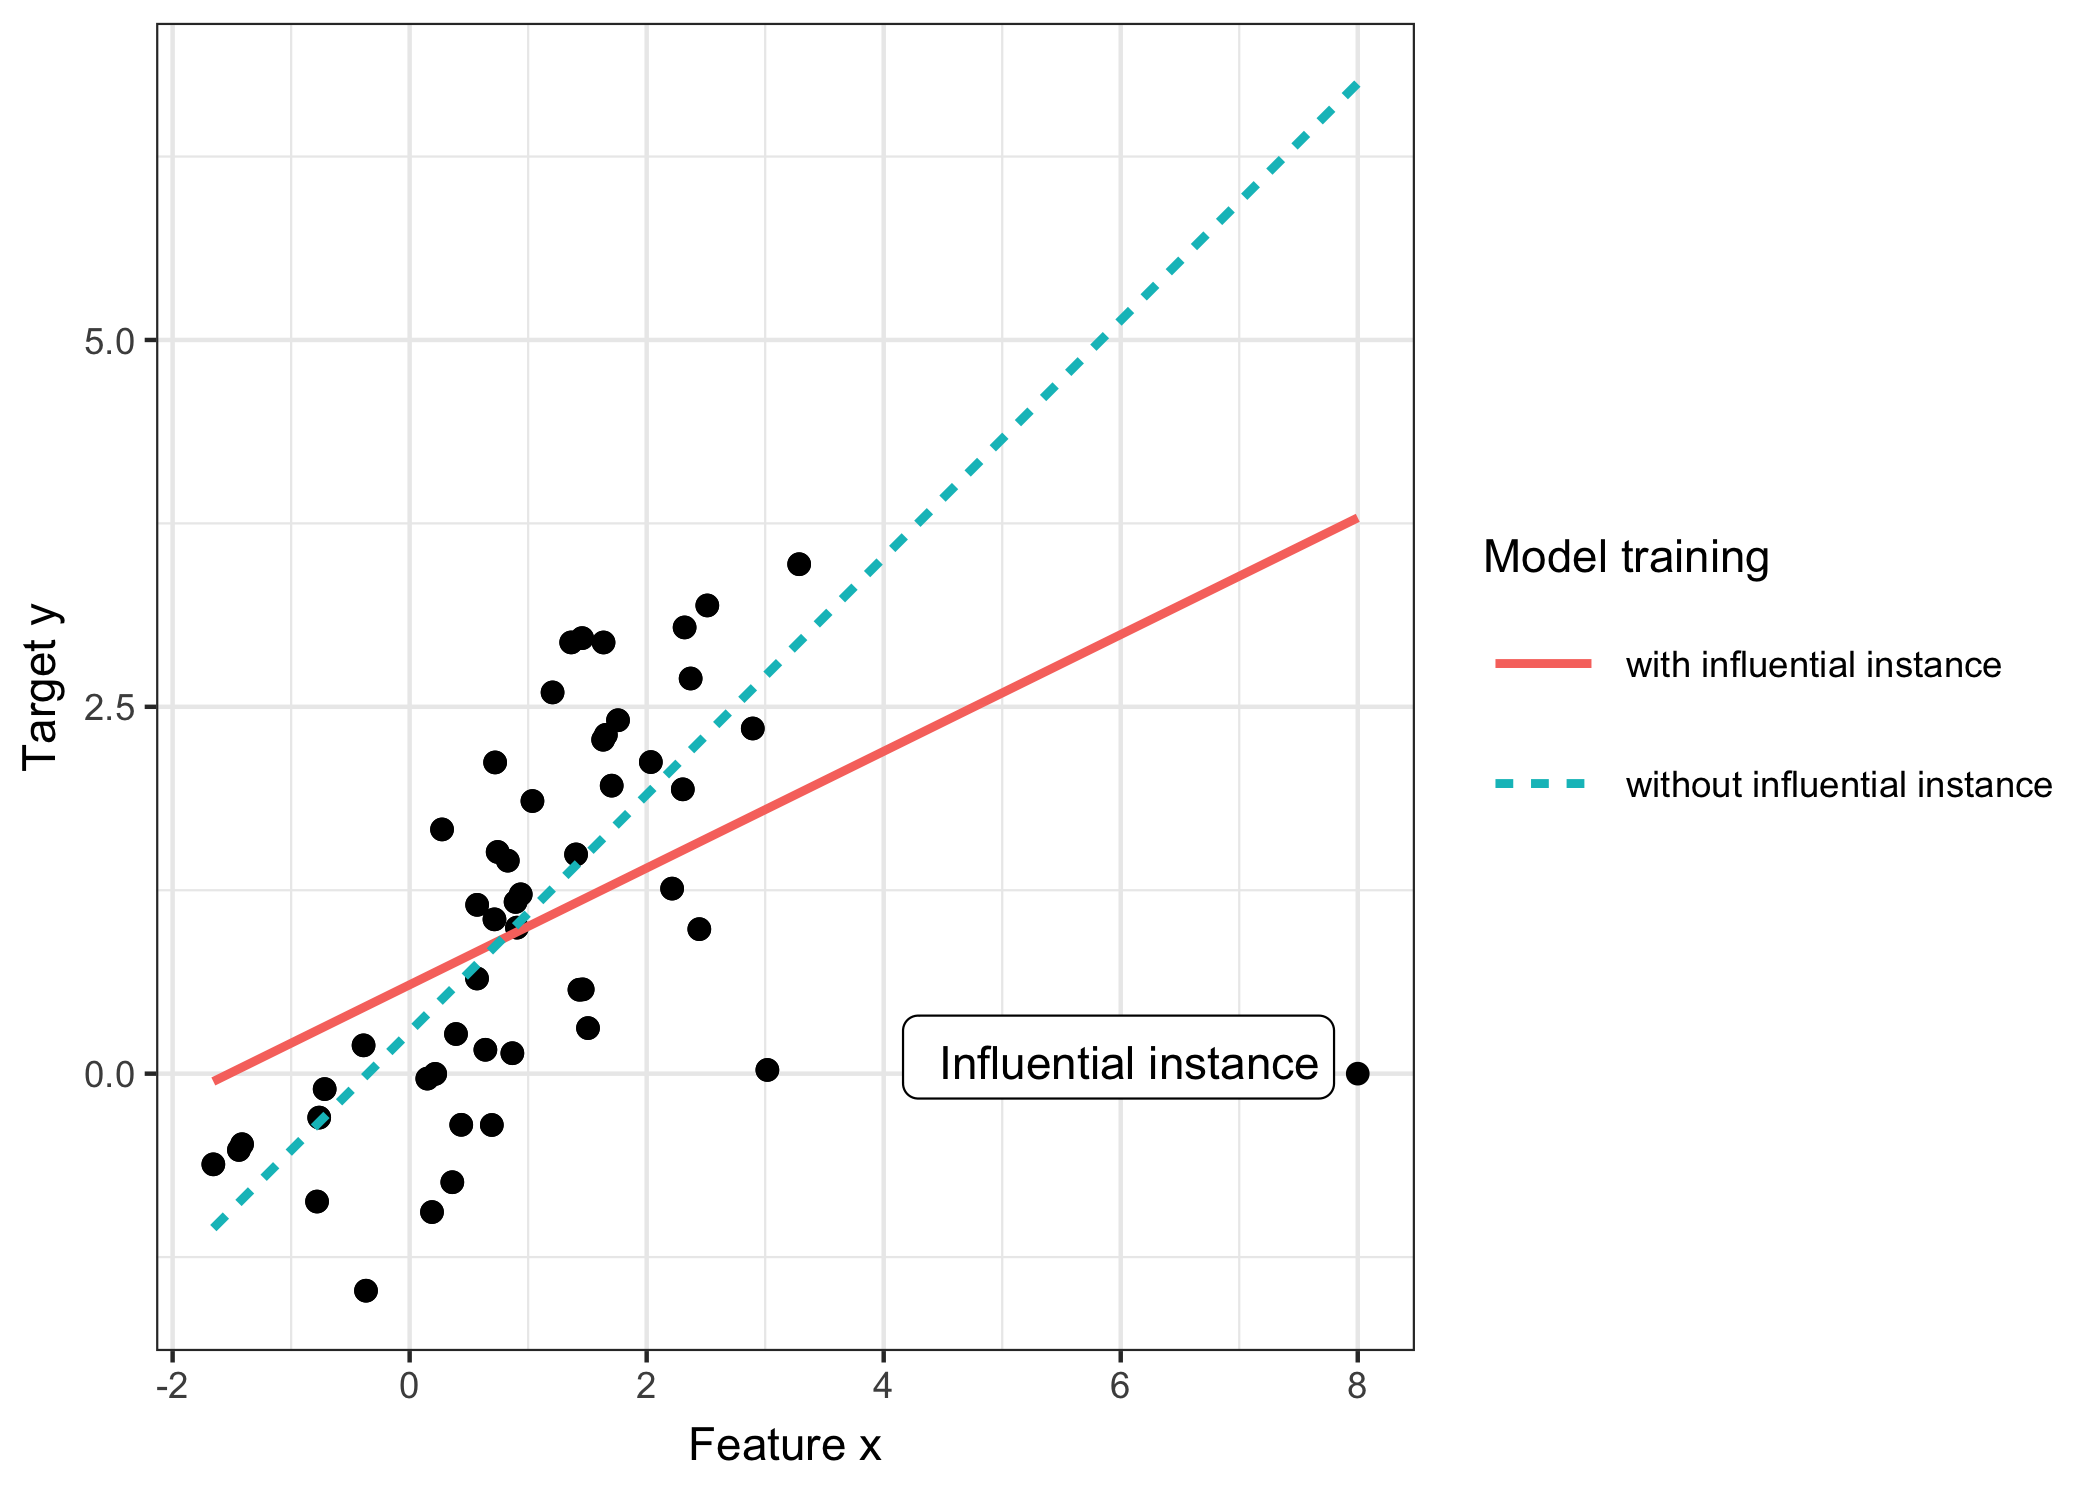 Target y
5.0
2.5
0.0
-2 0 2 4 6 8
Feature x
Influential instance
Model training
with influential instance
without influential instance